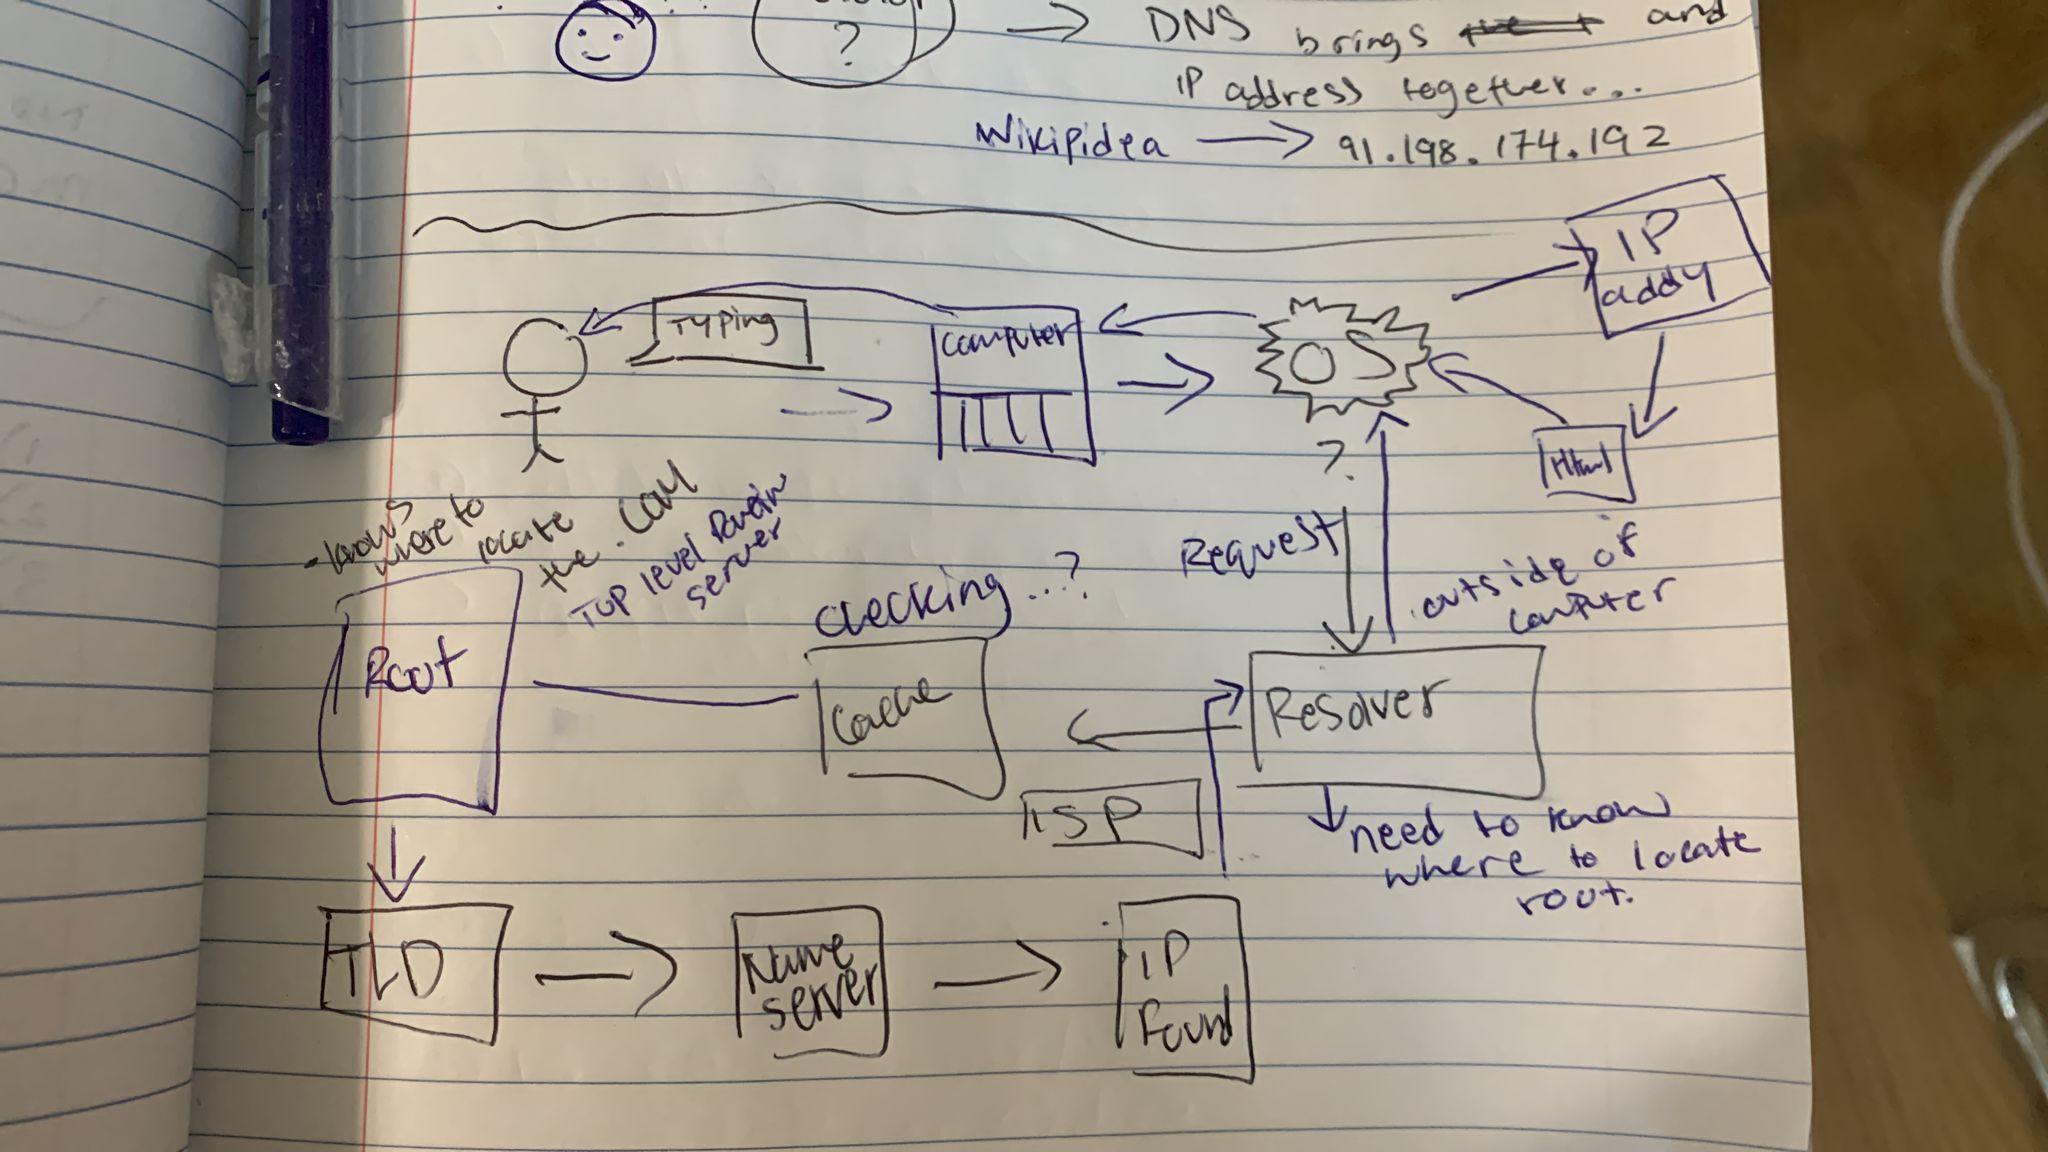 ?
→ DNS brings and
IP address together...
Wikipidea → 91.198.174.192
IP
addy
Typing
computer
OS
?
Html
- knows
where to
locate
the .com
Top level Domain
server
Request
outside of
computer
checking...?
Root
Cache
Resolver
ISP
need to know
where to locate
root.
TLD
Name
server
IP
Found